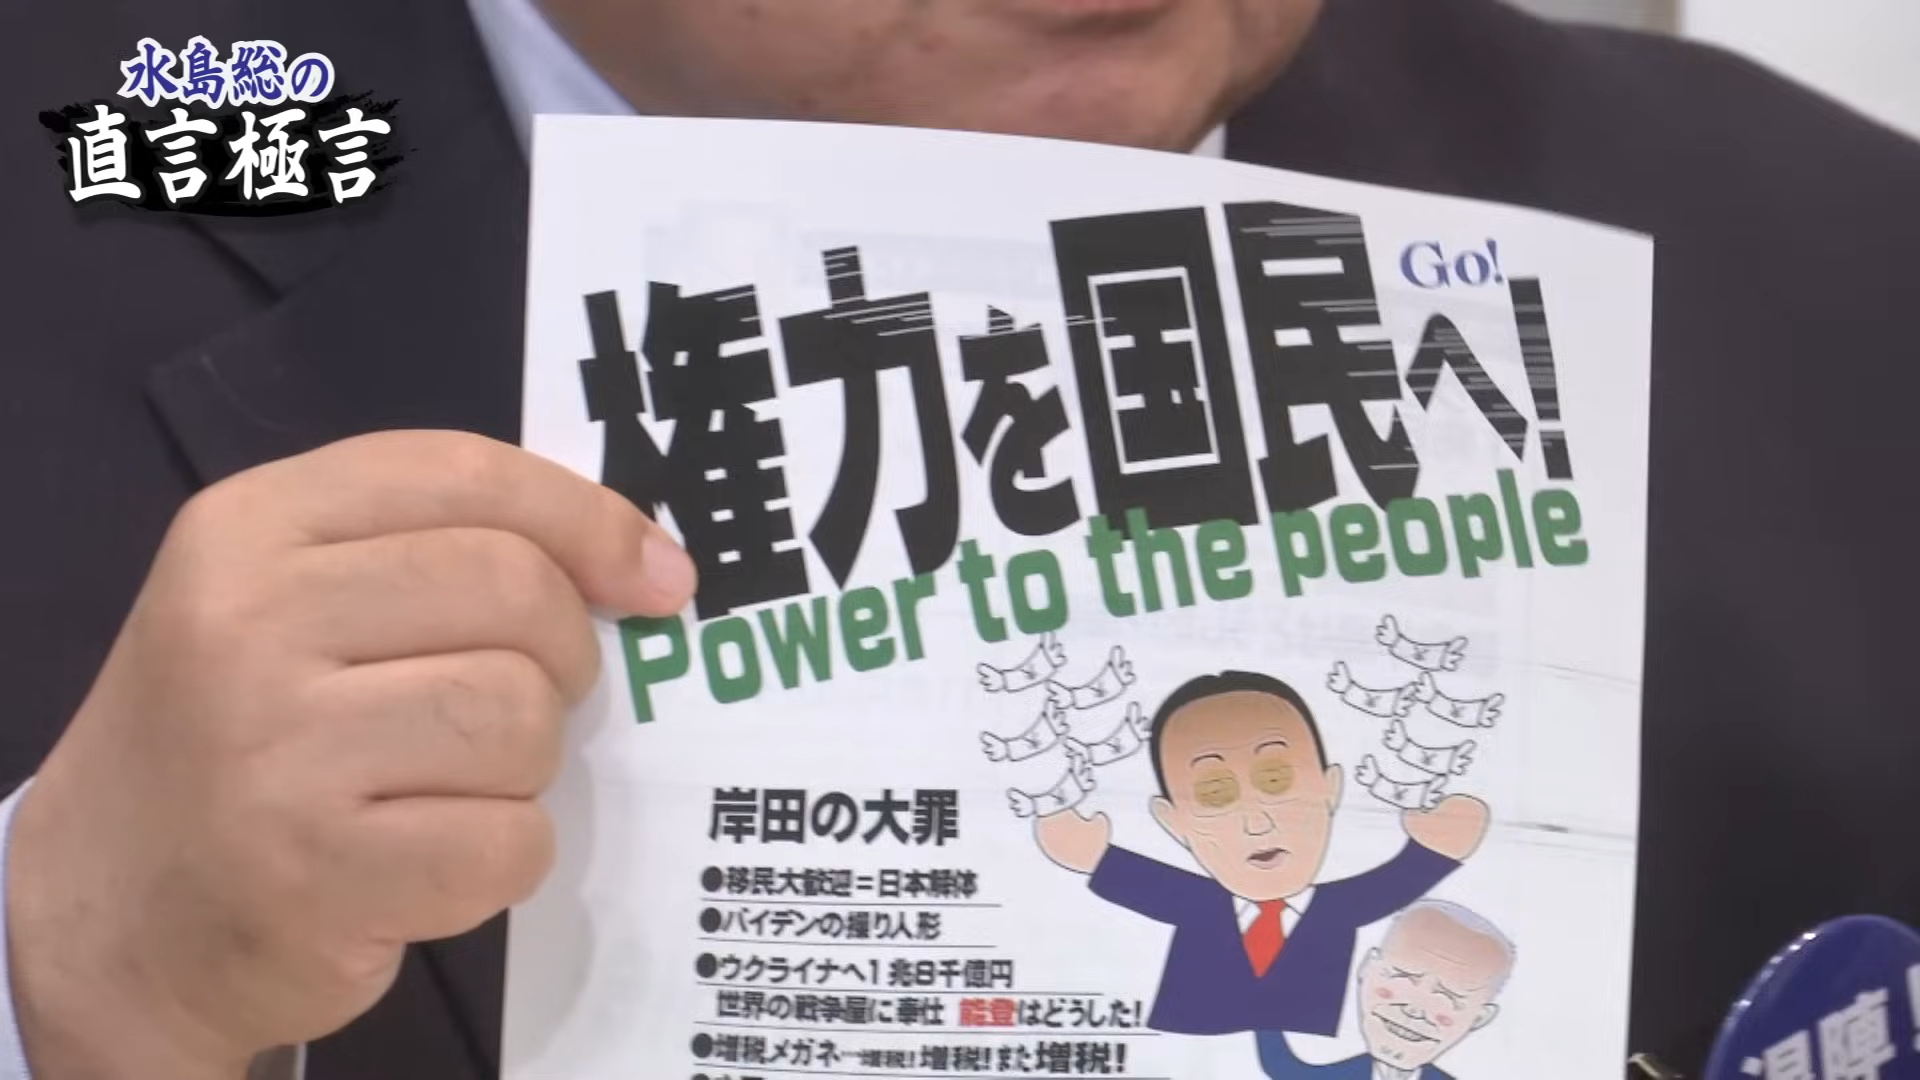 水島総の
直言極言
Go!
権力を国民へ!
Power to the people
岸田の大罪
●移民大歓迎=日本解体
●バイデンの操り人形
●ウクライナへ1兆8千億円
世界の戦争屋に奉仕 能登はどうした!
●増税メガネ…増税!増税!また増税!
退陣!